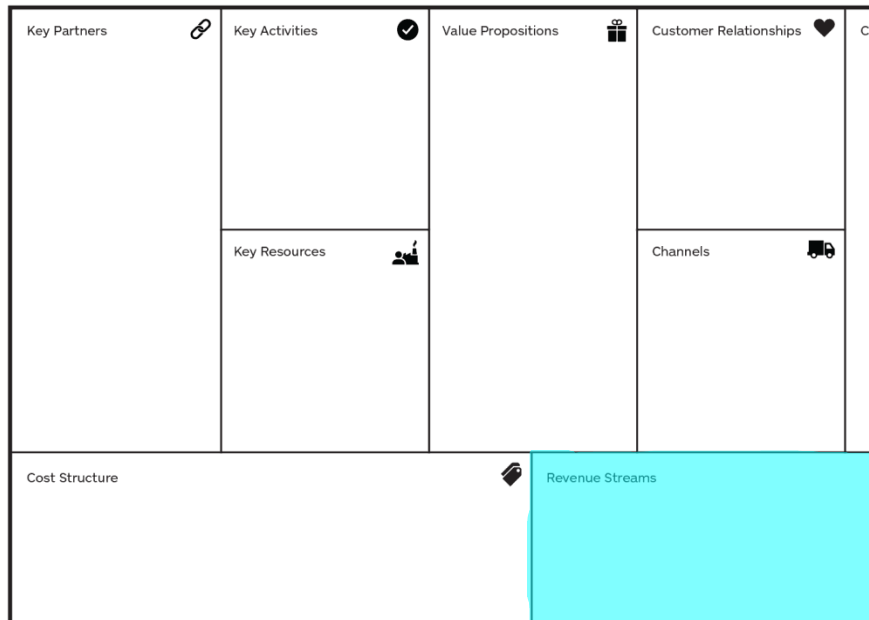 Key Partners
Key Activities
Value Propositions
Customer Relationships
C
Key Resources
Channels
Cost Structure
Revenue Streams